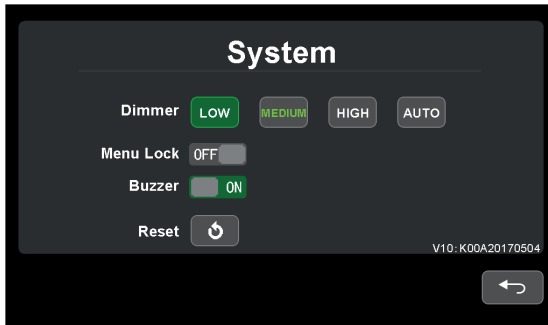 System
Dimmer LOW MEDIUM HIGH AUTO
Menu Lock OFF
Buzzer ON
Reset
V10:K00A20170504